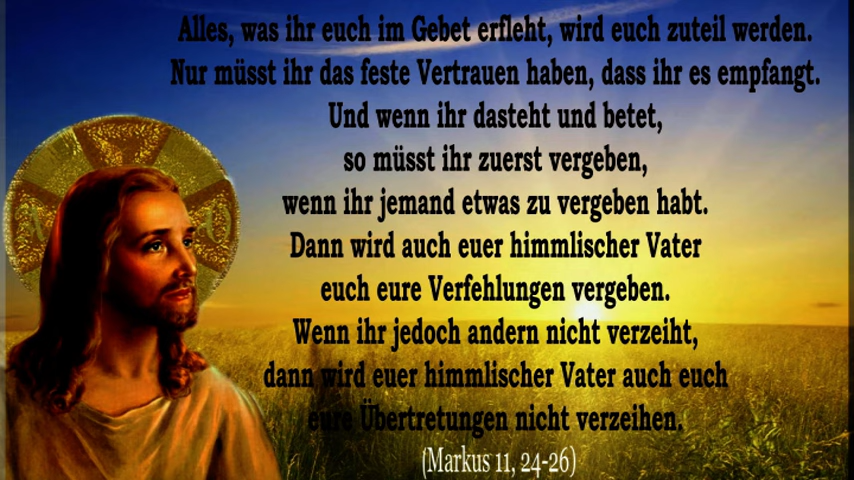 Alles, was ihr euch im Gebet erfleht, wird euch zuteil werden.
Nur müsst ihr das feste Vertrauen haben, dass ihr es empfangt.
Und wenn ihr dasteht und betet,
so müsst ihr zuerst vergeben,
wenn ihr jemand etwas zu vergeben habt.
Dann wird auch euer himmlischer Vater
euch eure Verfehlungen vergeben.
Wenn ihr jedoch andern nicht verzeiht,
dann wird euer himmlischer Vater auch euch
eure Übertretungen nicht verzeihen.
(Markus 11, 24-26)